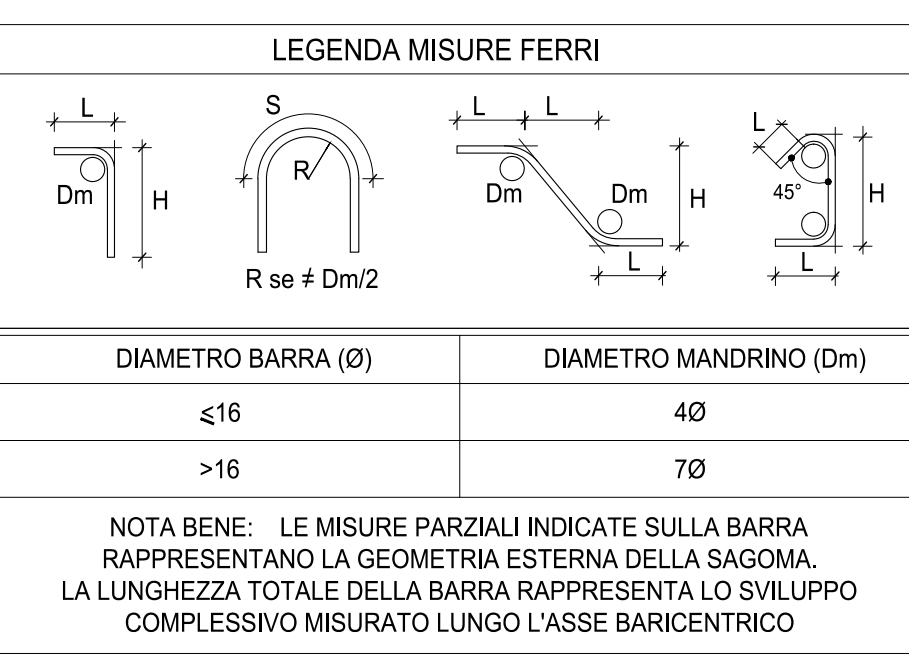 LEGENDA MISURE FERRI
L
Dm
H
S
R
R se ≠ Dm/2
L L
Dm
Dm
H
L
L
45°
H
L
DIAMETRO BARRA (Ø) DIAMETRO MANDRINO (Dm)
⩽16 4Ø
>16 7Ø
NOTA BENE: LE MISURE PARZIALI INDICATE SULLA BARRA
RAPPRESENTANO LA GEOMETRIA ESTERNA DELLA SAGOMA.
LA LUNGHEZZA TOTALE DELLA BARRA RAPPRESENTA LO SVILUPPO
COMPLESSIVO MISURATO LUNGO L'ASSE BARICENTRICO